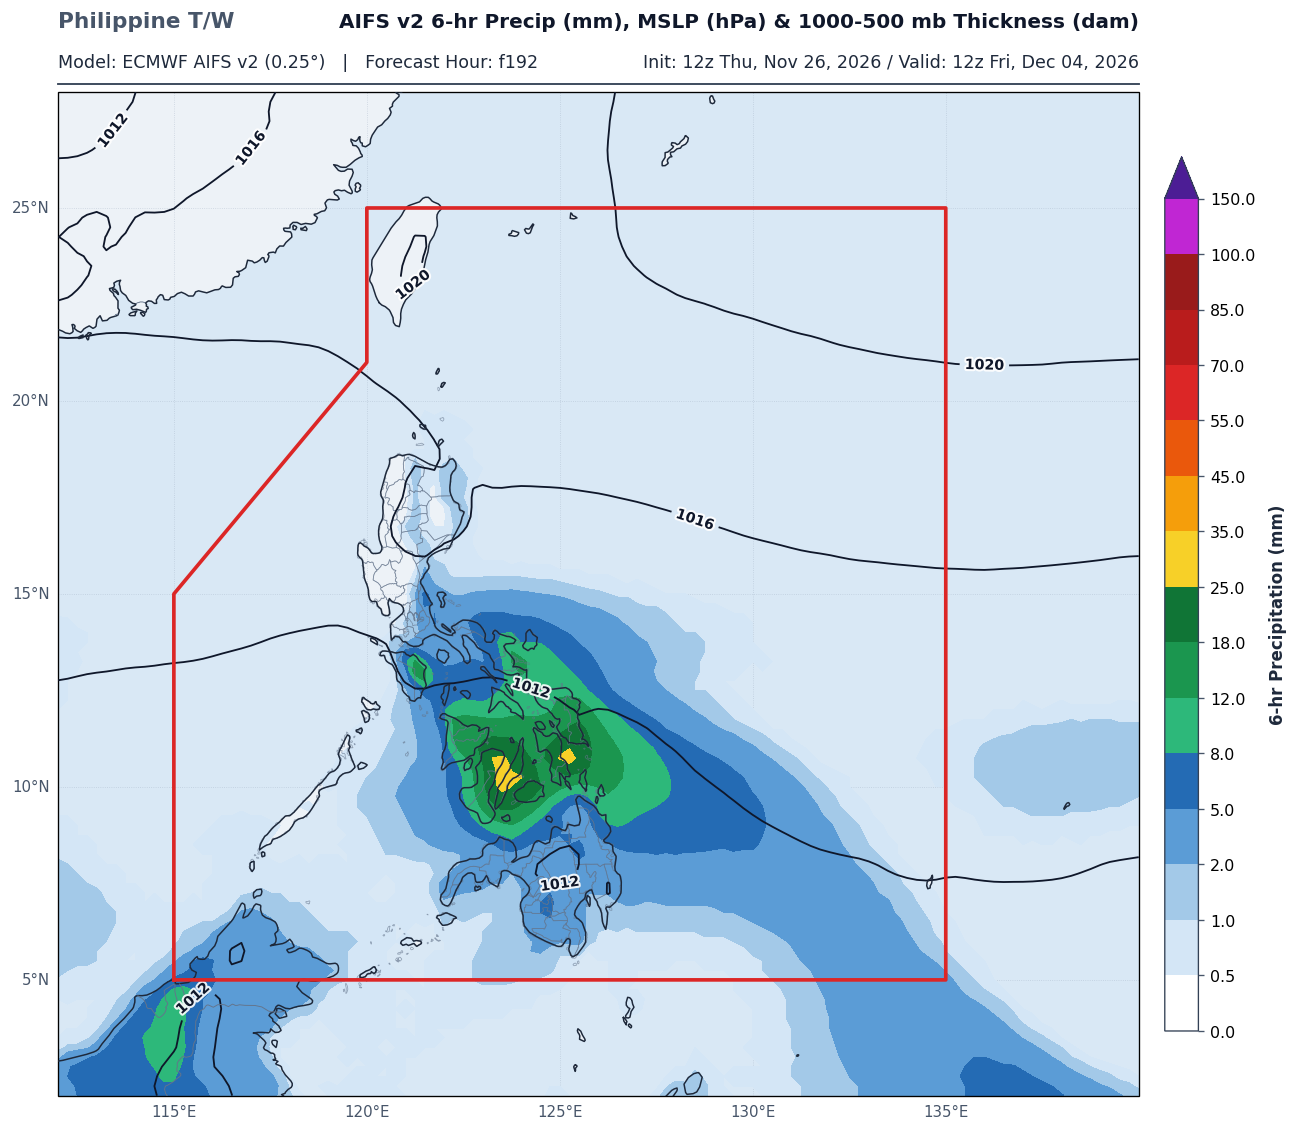 Philippine T/W
AIFS v2 6-hr Precip (mm), MSLP (hPa) & 1000-500 mb Thickness (dam)
Model: ECMWF AIFS v2 (0.25°) | Forecast Hour: f192
Init: 12z Thu, Nov 26, 2026 / Valid: 12z Fri, Dec 04, 2026
1012
1016
1020
1020
1016
1012
1012
1012
25°N
20°N
15°N
10°N
5°N
115°E
120°E
125°E
130°E
135°E
150.0
100.0
85.0
70.0
55.0
45.0
35.0
25.0
18.0
12.0
8.0
5.0
2.0
1.0
0.5
0.0
6-hr Precipitation (mm)